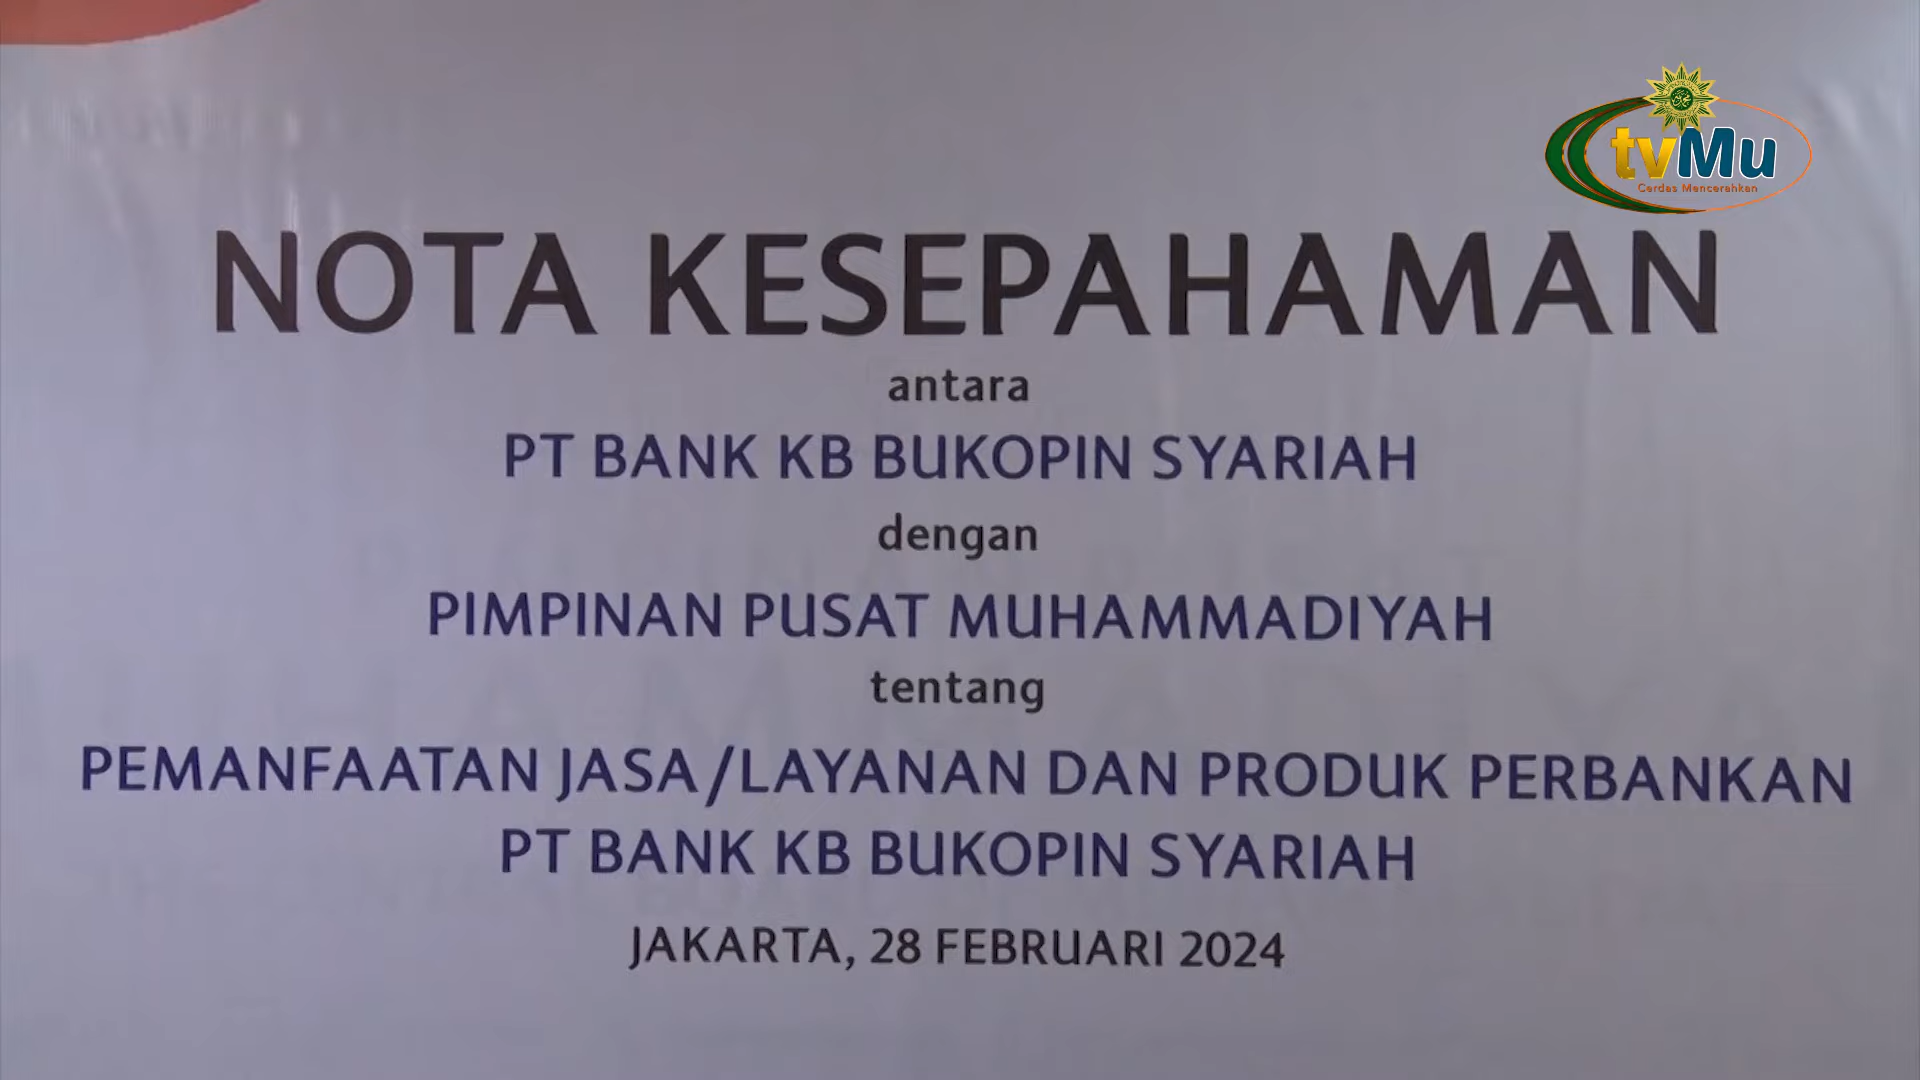 tvMu
Cerdas Mencerahkan
NOTA KESEPAHAMAN
antara
PT BANK KB BUKOPIN SYARIAH
dengan
PIMPINAN PUSAT MUHAMMADIYAH
tentang
PEMANFAATAN JASA/LAYANAN DAN PRODUK PERBANKAN
PT BANK KB BUKOPIN SYARIAH
JAKARTA, 28 FEBRUARI 2024